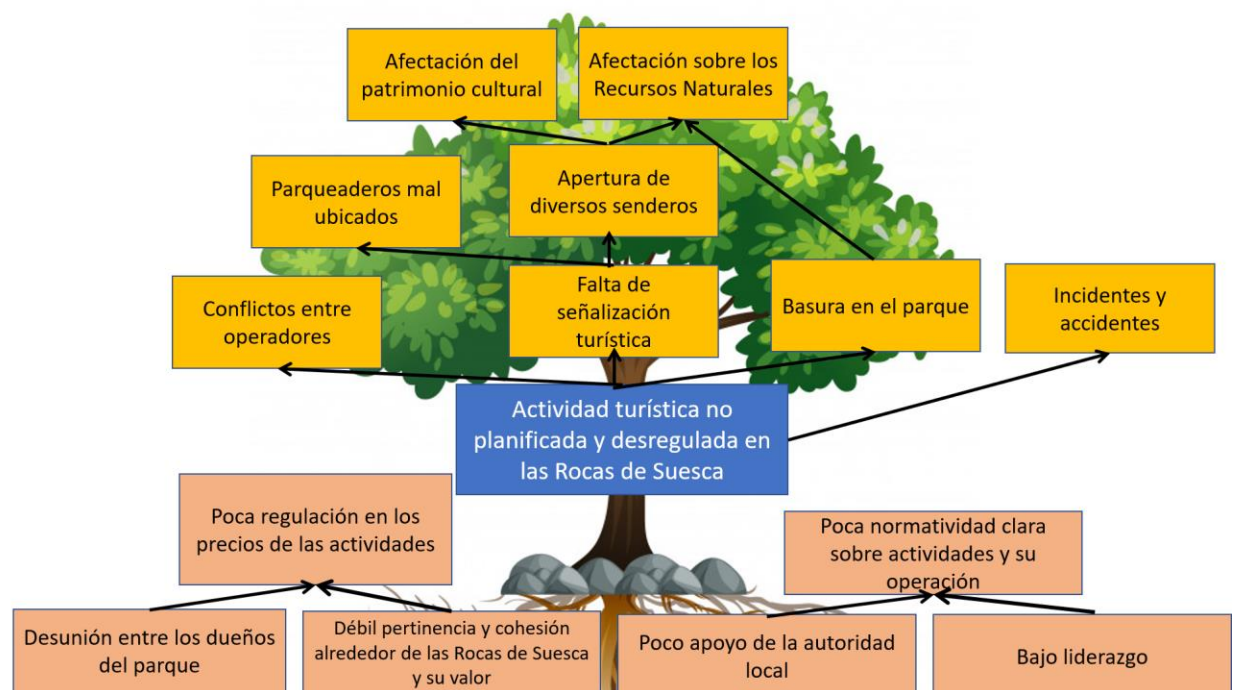 Afectación del
patrimonio cultural
Afectación sobre los
Recursos Naturales
Parqueaderos mal
ubicados
Apertura de
diversos senderos
Conflictos entre
operadores
Falta de
señalización
turística
Basura en el parque
Incidentes y
accidentes
Actividad turística no
planificada y desregulada en
las Rocas de Suesca
Poca regulación en los
precios de las actividades
Poca normatividad clara
sobre actividades y su
operación
Desunión entre los dueños
del parque
Débil pertinencia y cohesión
alrededor de las Rocas de Suesca
y su valor
Poco apoyo de la autoridad
local
Bajo liderazgo